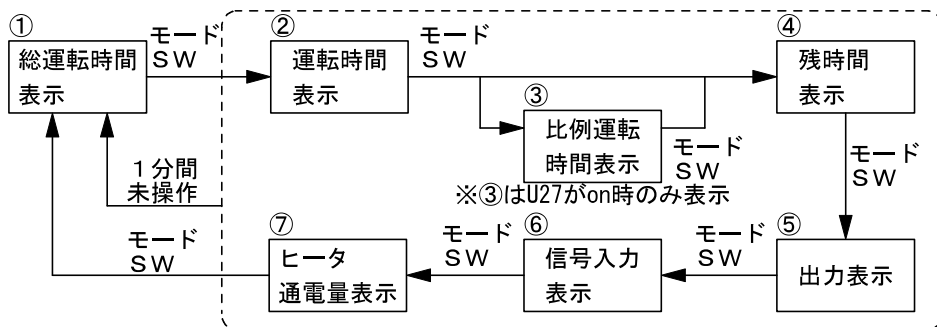 ①
総運転時間
表示
モード
SW
②
運転時間
表示
モード
SW
③
比例運転
時間表示
モード
SW
※③はU27がon時のみ表示
④
残時間
表示
モード
SW
⑤
出力表示
モード
SW
⑥
信号入力
表示
モード
SW
⑦
ヒータ
通電量表示
モード
SW
1分間
未操作